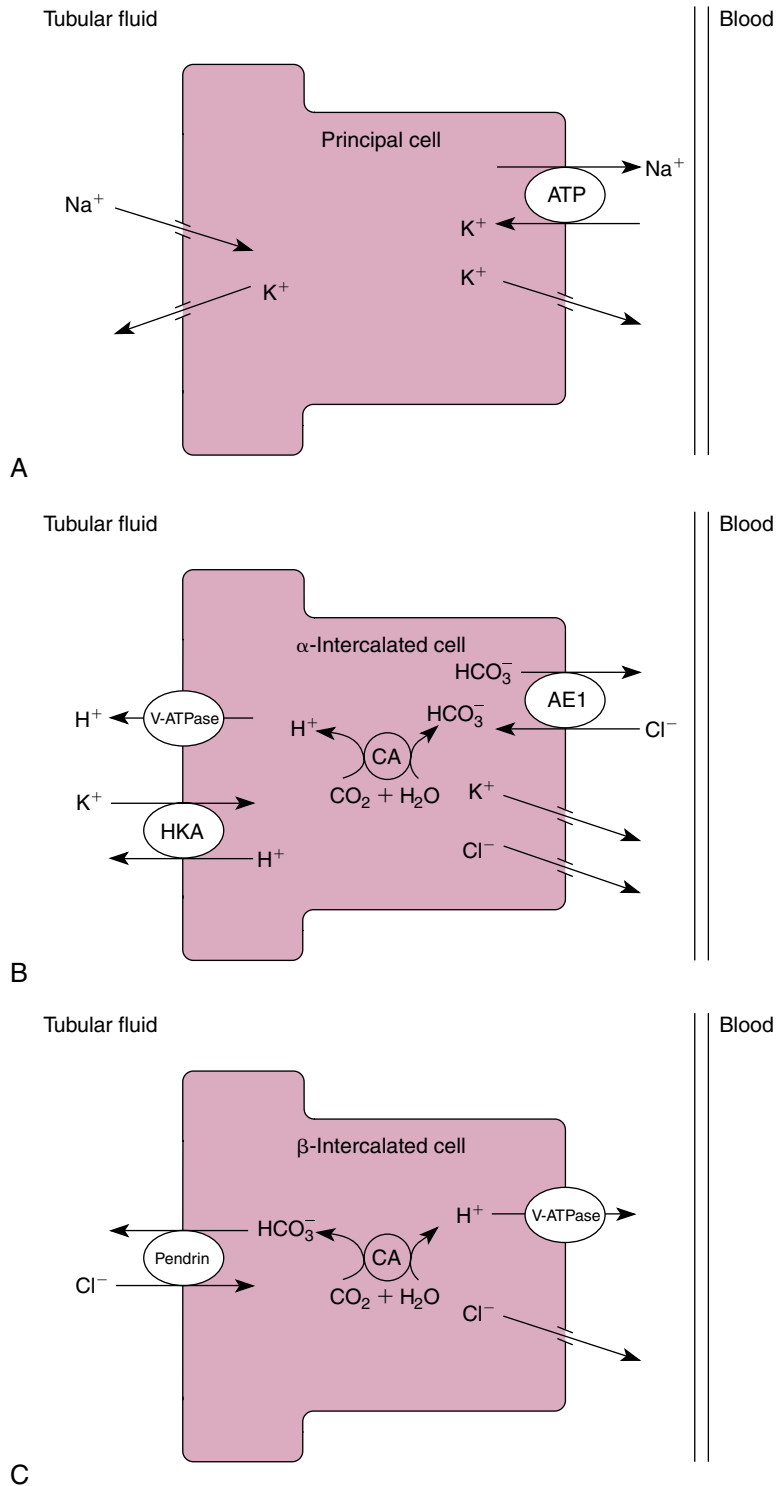 Tubular fluid Blood
Principal cell
Na⁺
ATP
Na⁺
K⁺
K⁺
K⁺
A
Tubular fluid Blood
α-Intercalated cell
HCO₃⁻
AE1
H⁺ V-ATPase H⁺ HCO₃⁻ Cl⁻
CA
K⁺ CO₂ + H₂O K⁺
HKA
H⁺ Cl⁻
B
Tubular fluid Blood
β-Intercalated cell
HCO₃⁻ H⁺ V-ATPase
Pendrin CA
Cl⁻ CO₂ + H₂O
Cl⁻
C